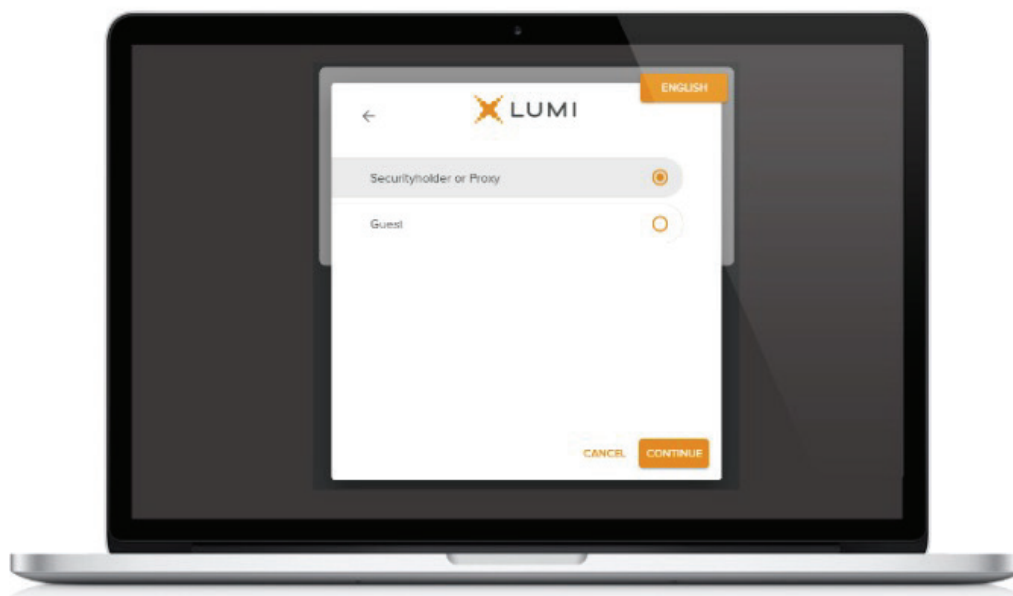 ENGLISH
LUMI
Securityholder or Proxy
Guest
CANCEL CONTINUE